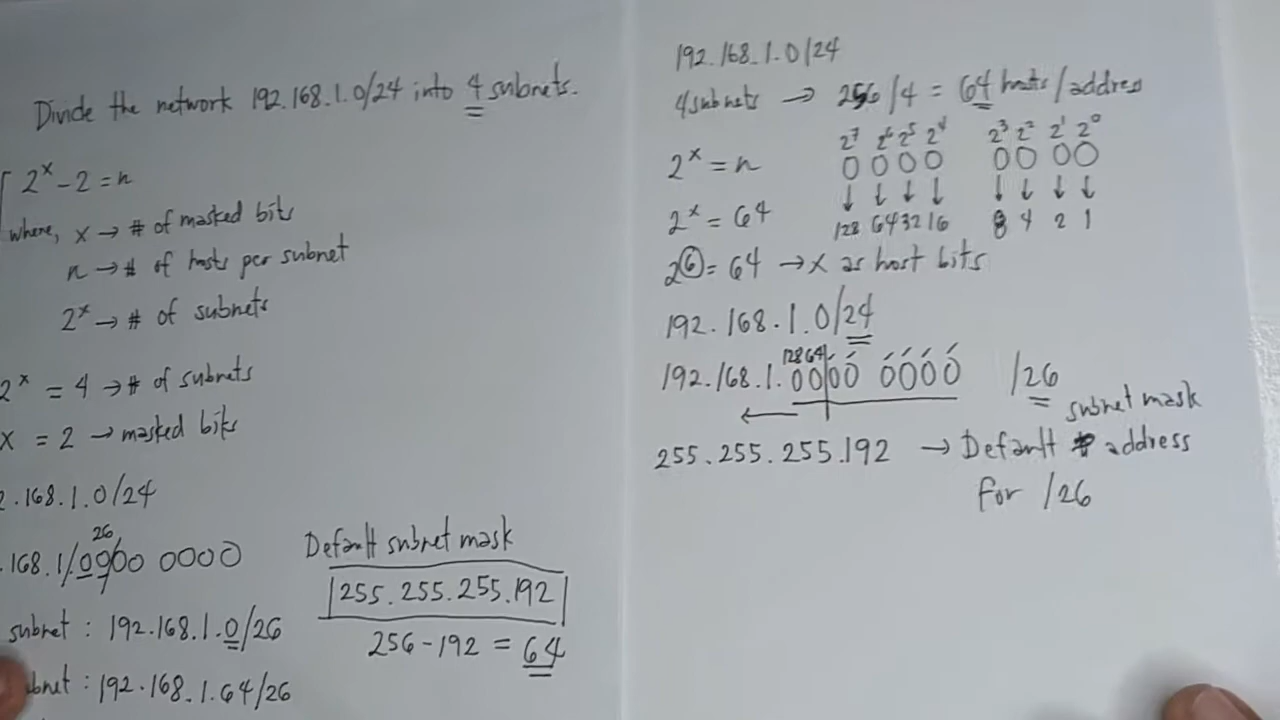 Divide the network 192.168.1.0/24 into 4 subnets.
2^x - 2 = n
where, x → # of masked bits
n → # of hosts per subnet
2^x → # of subnets
2^x = 4 → # of subnets
x = 2 → masked bits
2.168.1.0/24
26
.168.1/0000 0000
subnet : 192.168.1.0/26
bnet : 192.168.1.64/26
Default subnet mask
255.255.255.192
256 - 192 = 64
192.168.1.0/24
4 subnets → 256/4 = 64 hosts/address
2^7 2^6 2^5 2^4 2^3 2^2 2^1 2^0
2^x = n
0 0 0 0 0 0 0 0
↓ ↓ ↓ ↓ ↓ ↓ ↓ ↓
2^x = 64
128 64 32 16 8 4 2 1
2^6 = 64 → x as host bits
192.168.1.0/24
128 64
192.168.1.0000 0000 /26
subnet mask
255.255.255.192 → Default address
for /26